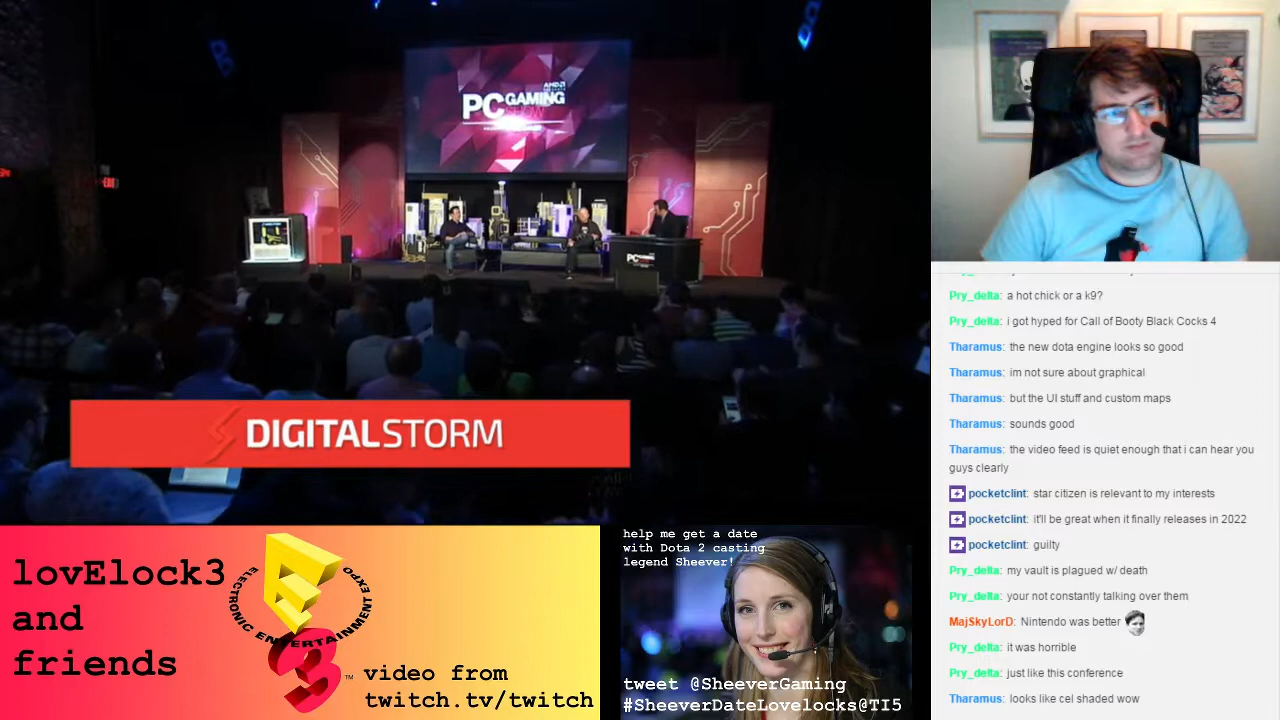 AMD
PC GAMING
SHOW
EXIT
PC GAMING
DIGITALSTORM
lovElock3
and
friends
ELECTRONIC ENTERTAINMENT EXPO
E3
TM
video from
twitch.tv/twitch
help me get a date
with Dota 2 casting
legend Sheever!
tweet @SheeverGaming
#SheeverDateLovelocks@TI5
Pry_delta: a hot chick or a k9?
Pry_delta: i got hyped for Call of Booty Black Cocks 4
Tharamus: the new dota engine looks so good
Tharamus: im not sure about graphical
Tharamus: but the UI stuff and custom maps
Tharamus: sounds good
Tharamus: the video feed is quiet enough that i can hear you
guys clearly
pocketclint: star citizen is relevant to my interests
pocketclint: it'll be great when it finally releases in 2022
pocketclint: guilty
Pry_delta: my vault is plagued w/ death
Pry_delta: your not constantly talking over them
MajSkyLorD: Nintendo was better
Pry_delta: it was horrible
Pry_delta: just like this conference
Tharamus: looks like cel shaded wow